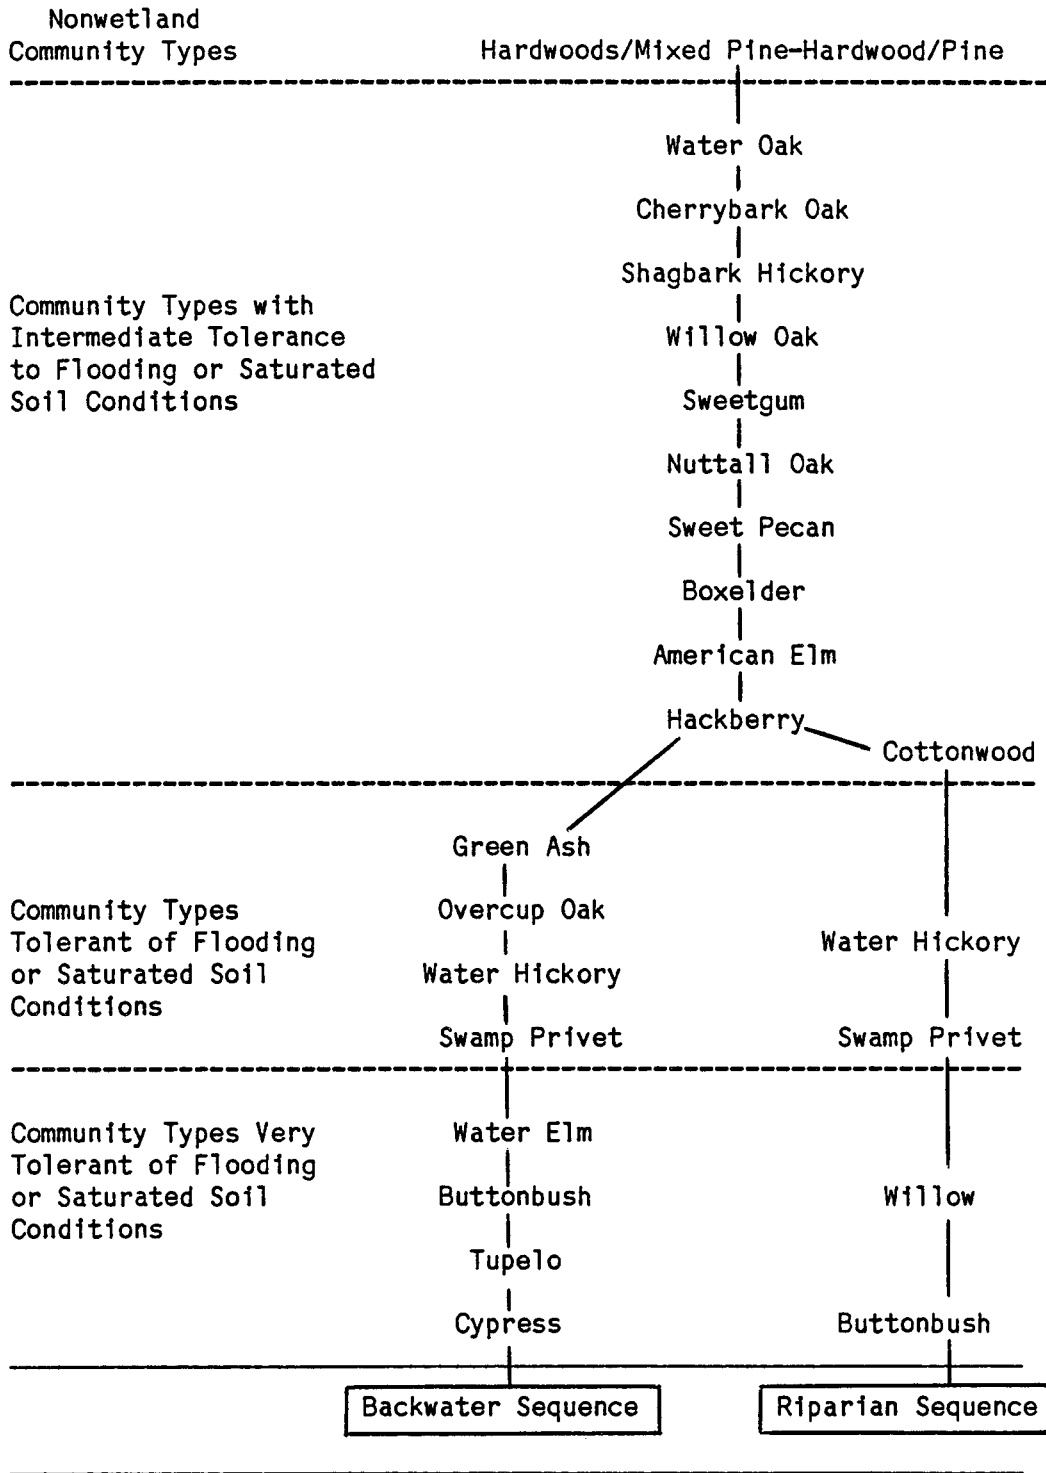 Nonwetland
Community Types
Hardwoods/Mixed Pine-Hardwood/Pine
Water Oak
Cherrybark Oak
Shagbark Hickory
Community Types with
Intermediate Tolerance
to Flooding or Saturated
Soil Conditions
Willow Oak
Sweetgum
Nuttall Oak
Sweet Pecan
Boxelder
American Elm
Hackberry
Cottonwood
Green Ash
Community Types
Tolerant of Flooding
or Saturated Soil
Conditions
Overcup Oak
Water Hickory
Swamp Privet
Water Hickory
Swamp Privet
Community Types Very
Tolerant of Flooding
or Saturated Soil
Conditions
Water Elm
Buttonbush
Tupelo
Cypress
Willow
Buttonbush
Backwater Sequence
Riparian Sequence